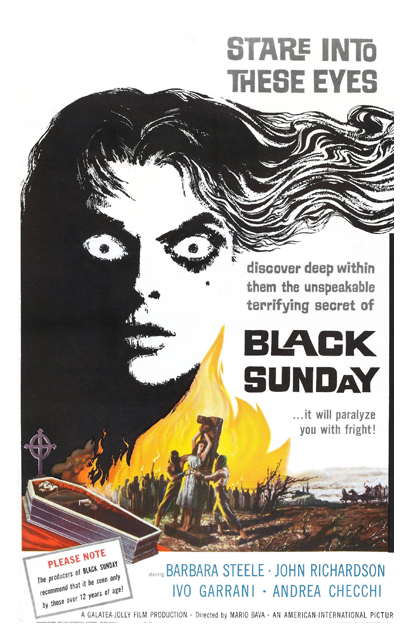 STARE INTO
THESE EYES
discover deep within
them the unspeakable
terrifying secret of
BLACK
SUNDAY
...it will paralyze
you with fright!
PLEASE NOTE
The producers of BLACK SUNDAY
recommend that it be seen only
by those over 12 years of age!
starring BARBARA STEELE · JOHN RICHARDSON
IVO GARRANI · ANDREA CHECCHI
A GALATEA-JOLLY FILM PRODUCTION · Directed by MARIO BAVA · AN AMERICAN-INTERNATIONAL PICTUR